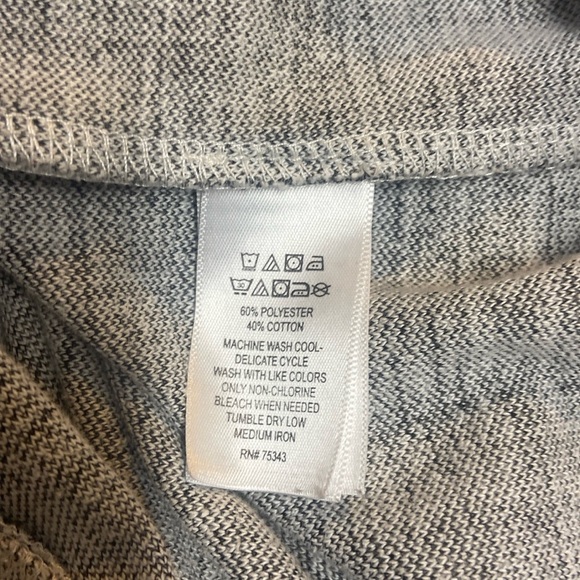 30
60% POLYESTER
40% COTTON
MACHINE WASH COOL-
DELICATE CYCLE
WASH WITH LIKE COLORS
ONLY NON-CHLORINE
BLEACH WHEN NEEDED
TUMBLE DRY LOW
MEDIUM IRON
RN# 75343